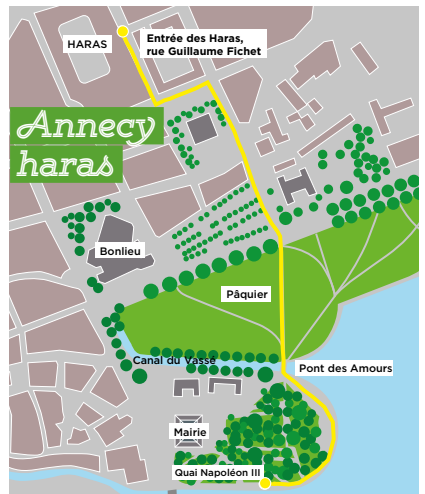 HARAS
Entrée des Haras,
rue Guillaume Fichet
Annecy
haras
Bonlieu
Pâquier
Canal du Vassé
Pont des Amours
Mairie
Quai Napoléon III